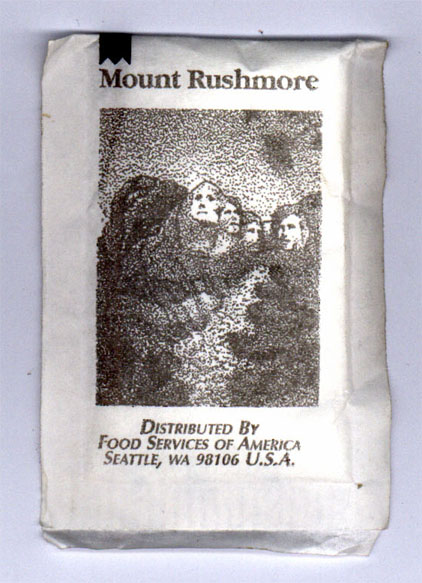 Mount Rushmore
DISTRIBUTED BY
FOOD SERVICES OF AMERICA
SEATTLE, WA 98106 U.S.A.